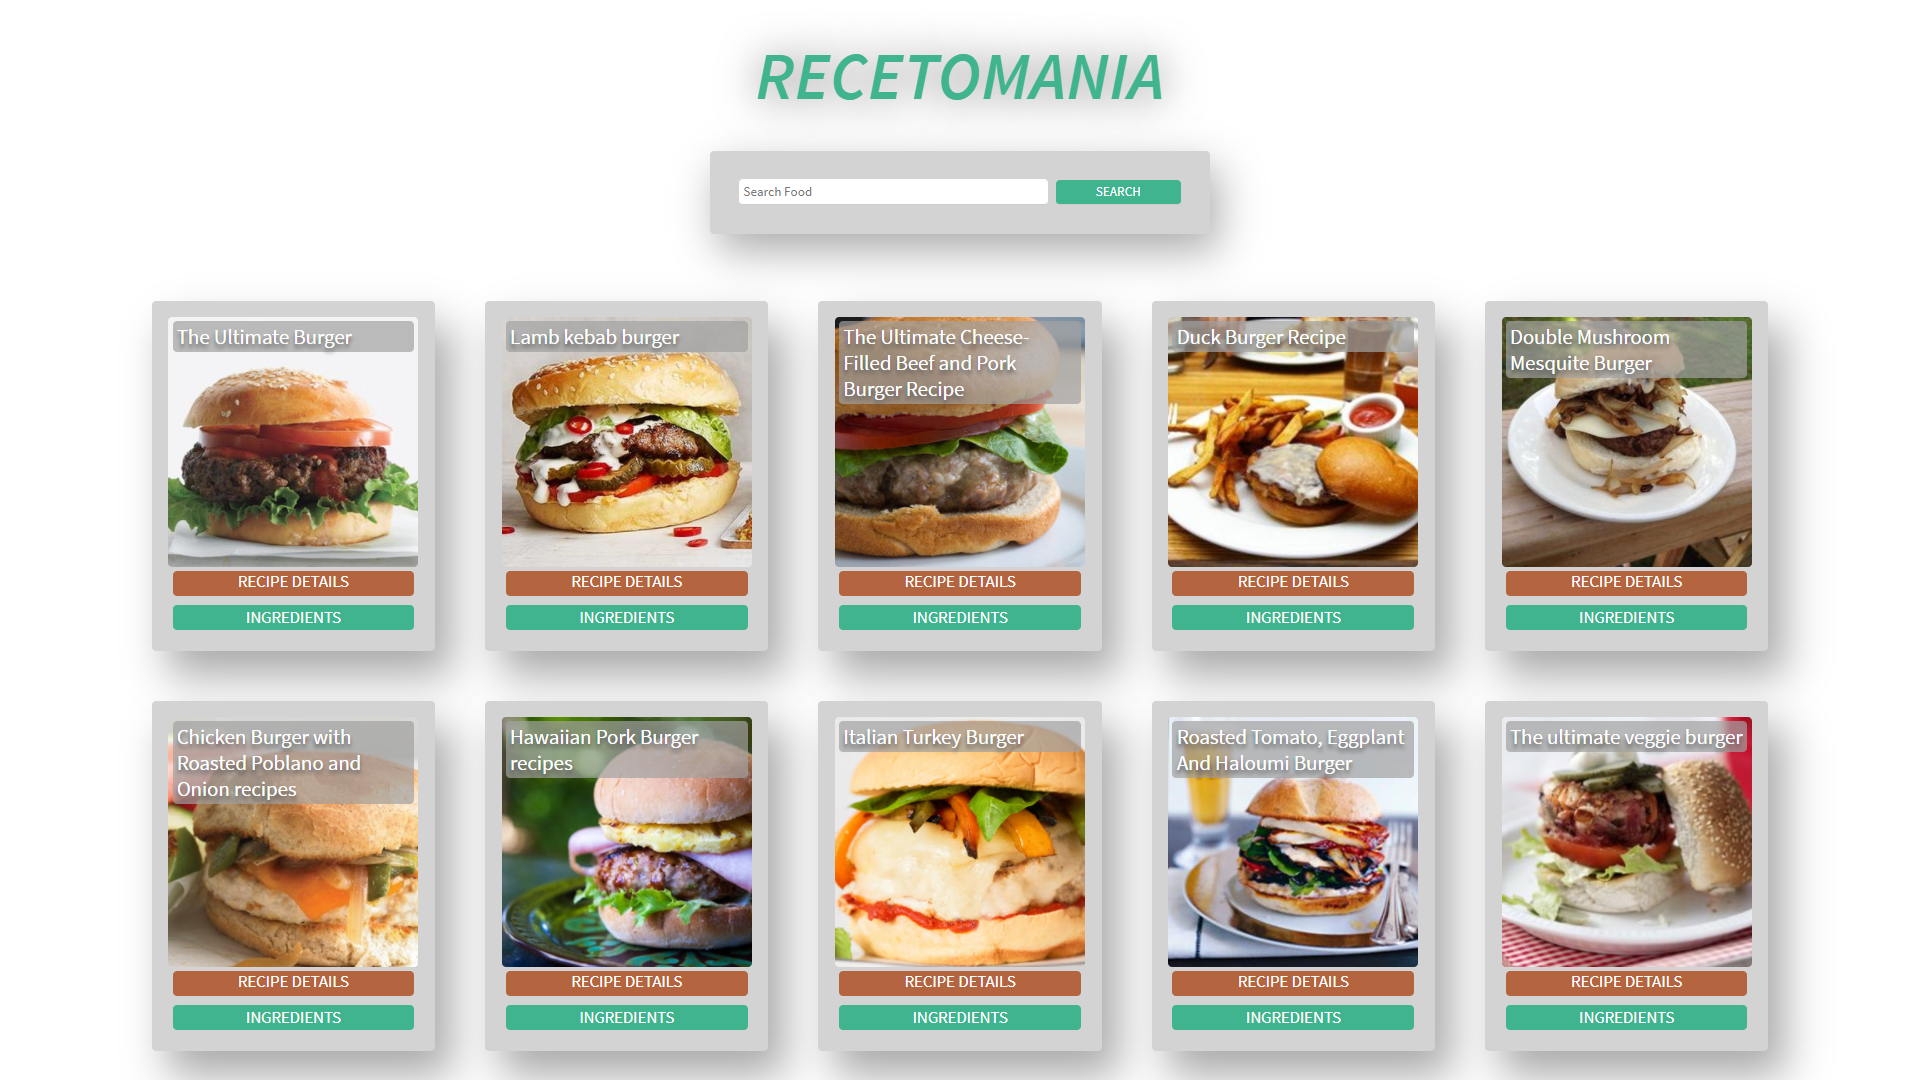 RECETOMANIA
Search Food
SEARCH
The Ultimate Burger
RECIPE DETAILS
INGREDIENTS
Lamb kebab burger
RECIPE DETAILS
INGREDIENTS
The Ultimate Cheese-
Filled Beef and Pork
Burger Recipe
RECIPE DETAILS
INGREDIENTS
Duck Burger Recipe
RECIPE DETAILS
INGREDIENTS
Double Mushroom
Mesquite Burger
RECIPE DETAILS
INGREDIENTS
Chicken Burger with
Roasted Poblano and
Onion recipes
RECIPE DETAILS
INGREDIENTS
Hawaiian Pork Burger
recipes
RECIPE DETAILS
INGREDIENTS
Italian Turkey Burger
RECIPE DETAILS
INGREDIENTS
Roasted Tomato, Eggplant
And Haloumi Burger
RECIPE DETAILS
INGREDIENTS
The ultimate veggie burger
RECIPE DETAILS
INGREDIENTS